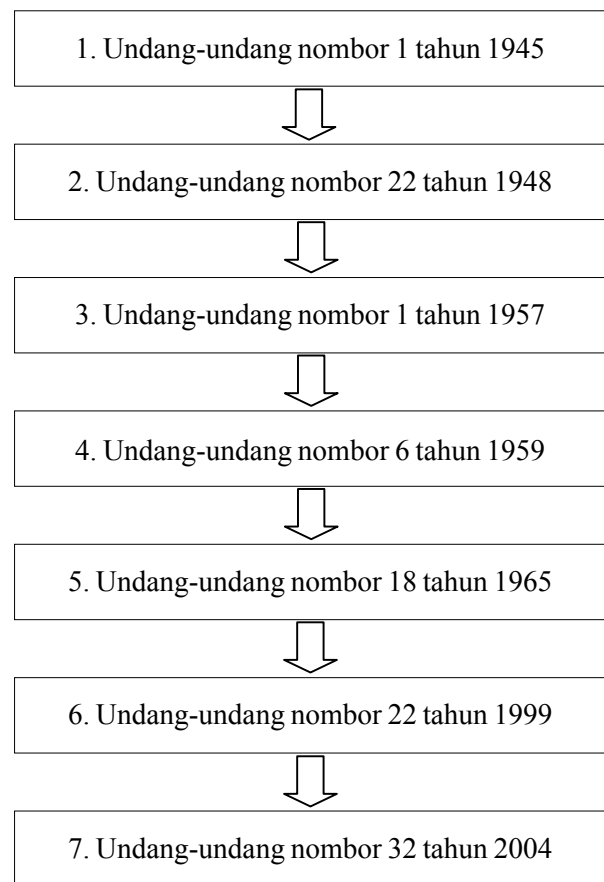 1. Undang-undang nombor 1 tahun 1945
2. Undang-undang nombor 22 tahun 1948
3. Undang-undang nombor 1 tahun 1957
4. Undang-undang nombor 6 tahun 1959
5. Undang-undang nombor 18 tahun 1965
6. Undang-undang nombor 22 tahun 1999
7. Undang-undang nombor 32 tahun 2004